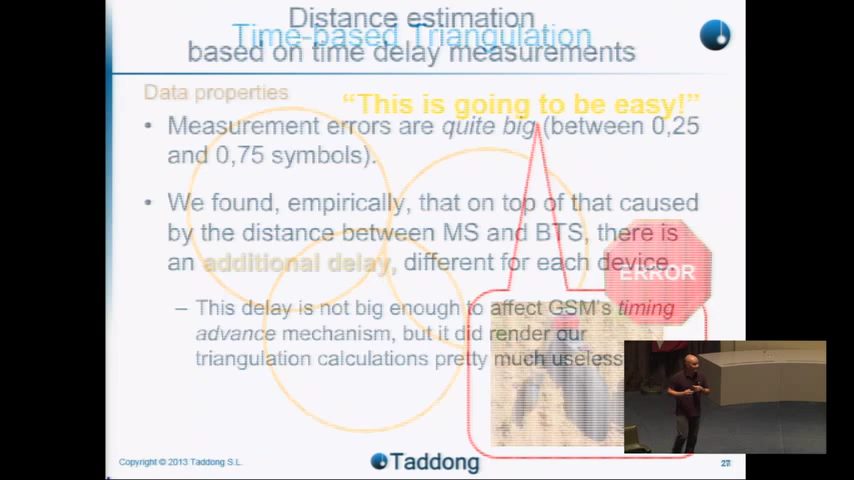 Distance estimation
Time-based Triangulation
based on time delay measurements
Data properties
“This is going to be easy!”
• Measurement errors are quite big (between 0,25
and 0,75 symbols).
• We found, empirically, that on top of that caused
by the distance between MS and BTS, there is
an additional delay, different for each device.
ERROR
– This delay is not big enough to affect GSM's timing
advance mechanism, but it did render our
triangulation calculations pretty much useless
Copyright © 2013 Taddong S.L.
Taddong